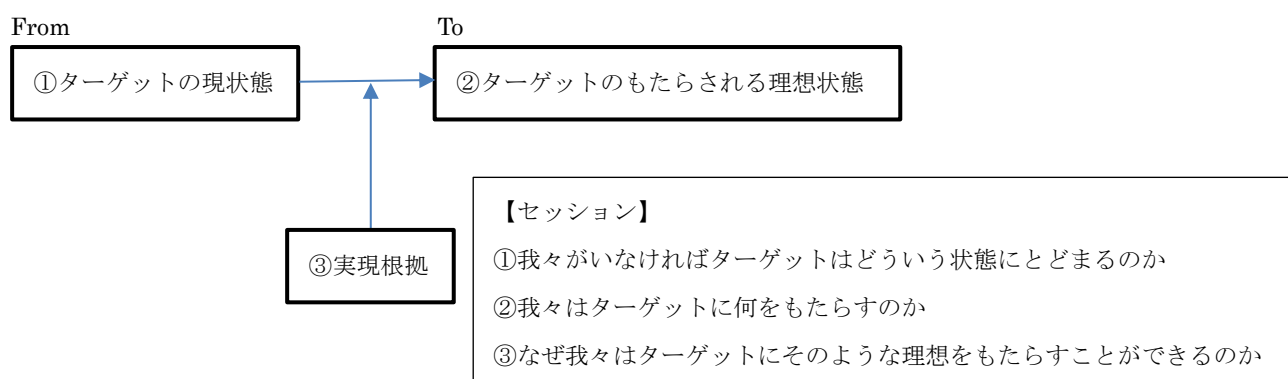 From
To
①ターゲットの現状態
②ターゲットのもたらされる理想状態
③実現根拠
【セッション】
①我々がいなければターゲットはどういう状態にとどまるのか
②我々はターゲットに何をもたらすのか
③なぜ我々はターゲットにそのような理想をもたらすことができるのか